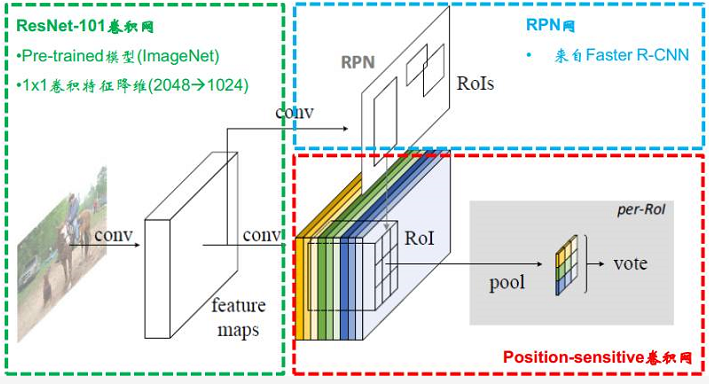 ResNet-101卷积网
•Pre-trained模型(ImageNet)
•1x1卷积特征降维(2048→1024)
RPN网
• 来自Faster R-CNN
RPN
RoIs
conv
conv
conv
feature
maps
RoI
per-RoI
pool
vote
Position-sensitive卷积网